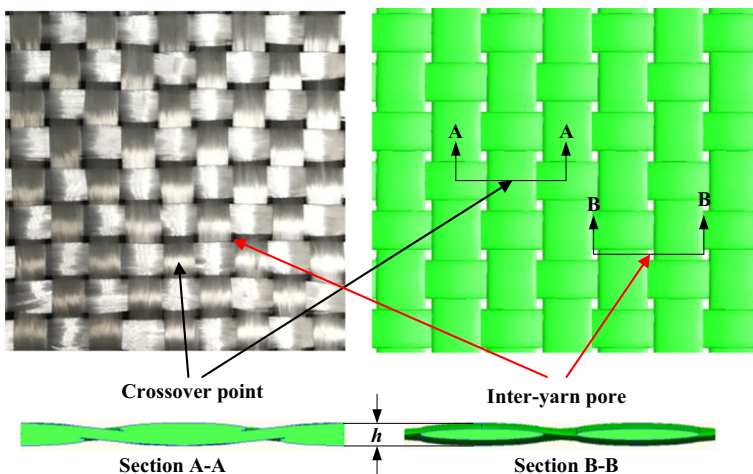 A A
B B
Crossover point Inter-yarn pore
h
Section A-A Section B-B